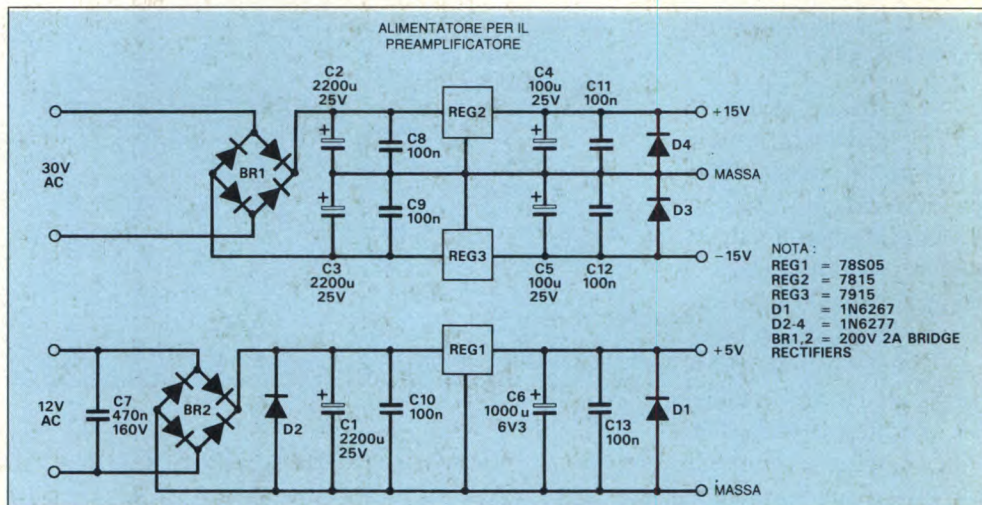 ALIMENTATORE PER IL
PREAMPLIFICATORE
30V
AC
BR1
C2
2200u
25V
+
C8
100n
REG2
C4
100u
25V
+
C11
100n
D4
+15V
MASSA
C3
2200u
25V
+
C9
100n
REG3
C5
100u
25V
+
C12
100n
D3
−15V
NOTA :
REG1 = 78S05
REG2 = 7815
REG3 = 7915
D1 = 1N6267
D2-4 = 1N6277
BR1,2 = 200V 2A BRIDGE
RECTIFIERS
12V
AC
C7
470n
160V
BR2
D2
+
C1
2200u
25V
C10
100n
REG1
+
C6
1000u
6V3
C13
100n
D1
+5V
MASSA